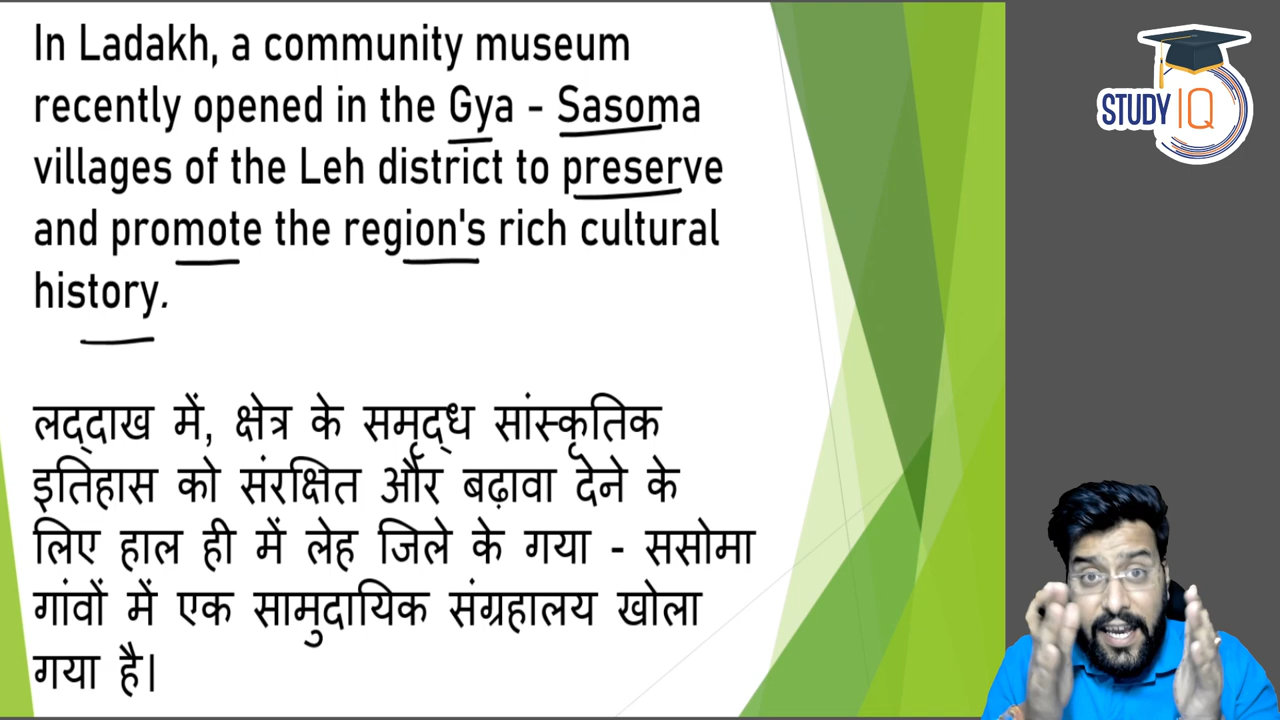 In Ladakh, a community museum
recently opened in the Gya - Sasoma
villages of the Leh district to preserve
and promote the region's rich cultural
history.
लद्दाख में, क्षेत्र के समृद्ध सांस्कृतिक
इतिहास को संरक्षित और बढ़ावा देने के
लिए हाल ही में लेह जिले के गया - ससोमा
गांवों में एक सामुदायिक संग्रहालय खोला
गया है।
STUDY IQ